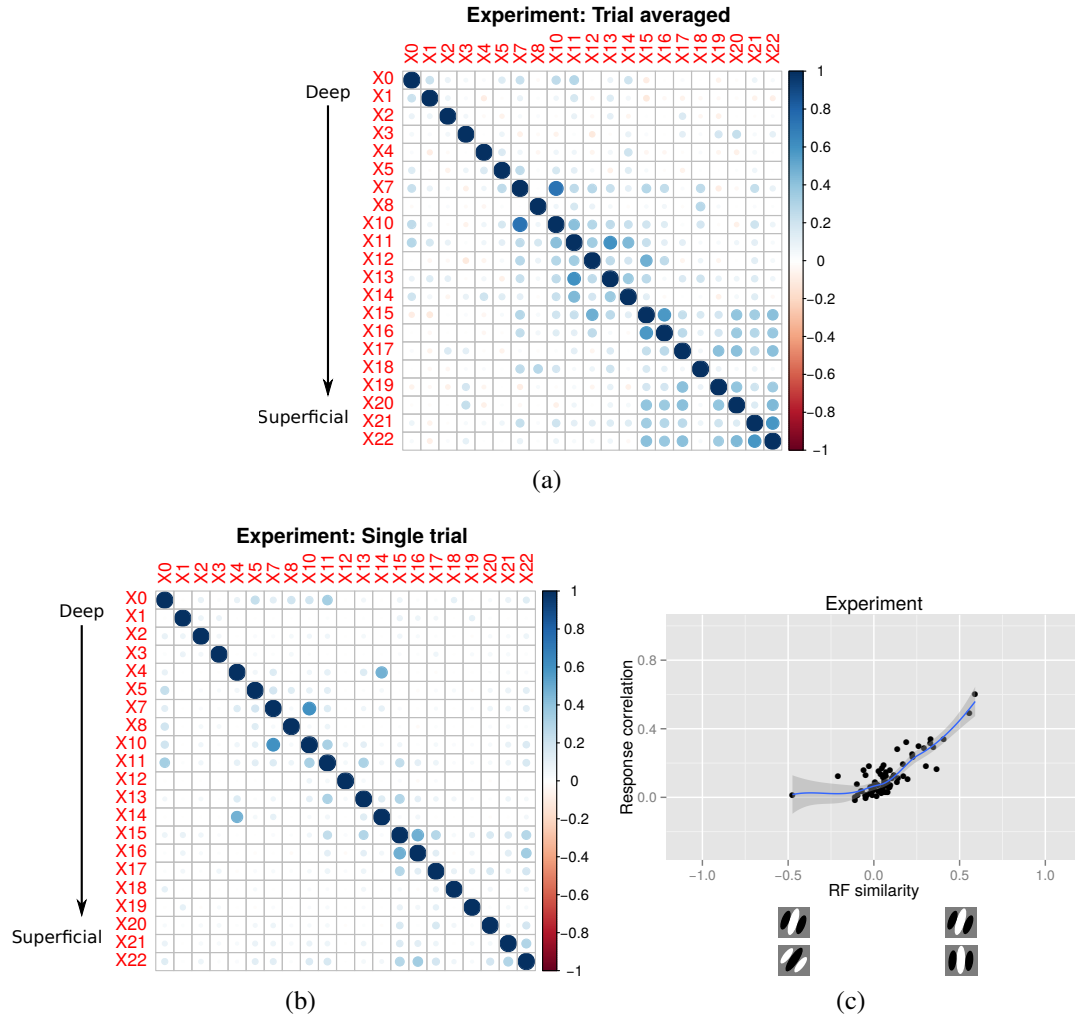 Experiment: Trial averaged
X0 X1 X2 X3 X4 X5 X7 X8 X10 X11 X12 X13 X14 X15 X16 X17 X18 X19 X20 X21 X22
Deep
Superficial
X0
X1
X2
X3
X4
X5
X7
X8
X10
X11
X12
X13
X14
X15
X16
X17
X18
X19
X20
X21
X22
1
0.8
0.6
0.4
0.2
0
−0.2
−0.4
−0.6
−0.8
−1
(a)
Experiment: Single trial
X0 X1 X2 X3 X4 X5 X7 X8 X10 X11 X12 X13 X14 X15 X16 X17 X18 X19 X20 X21 X22
Deep
Superficial
X0
X1
X2
X3
X4
X5
X7
X8
X10
X11
X12
X13
X14
X15
X16
X17
X18
X19
X20
X21
X22
1
0.8
0.6
0.4
0.2
0
−0.2
−0.4
−0.6
−0.8
−1
(b)
Experiment
Response correlation
0.8
0.4
0.0
−1.0 −0.5 0.0 0.5 1.0
RF similarity
(c)